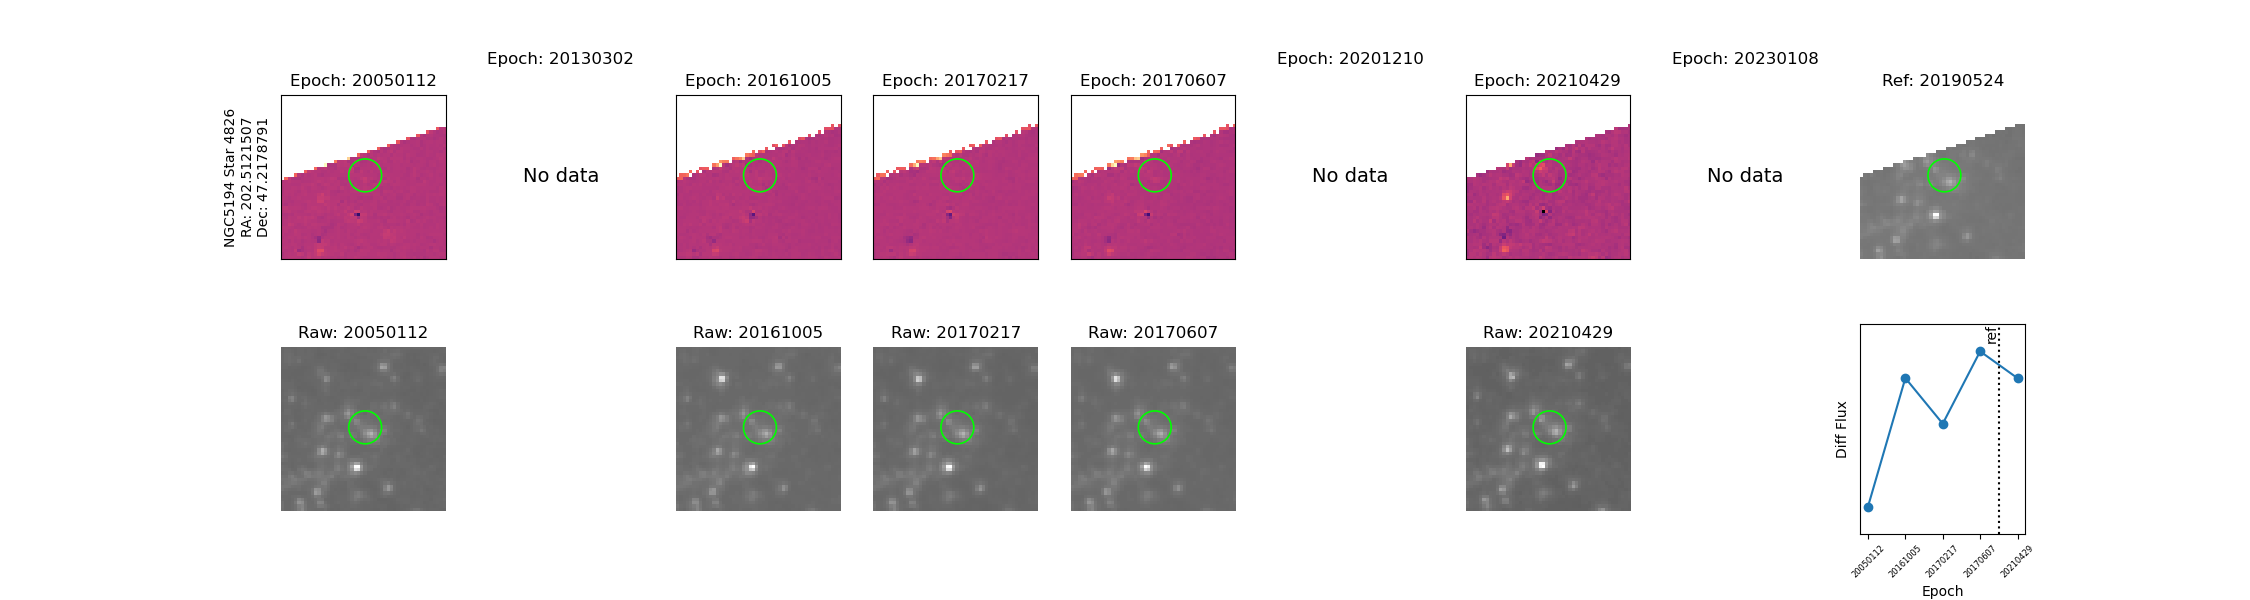 Epoch: 20130302
Epoch: 20201210
Epoch: 20230108
Epoch: 20050112
Epoch: 20161005
Epoch: 20170217
Epoch: 20170607
Epoch: 20210429
Ref: 20190524
NGC5194 Star 4826
RA: 202.5121507
Dec: 47.22178791
No data
No data
No data
Raw: 20050112
Raw: 20161005
Raw: 20170217
Raw: 20170607
Raw: 20210429
ref
Diff Flux
20050112
20161005
20170217
20170607
20210429
Epoch